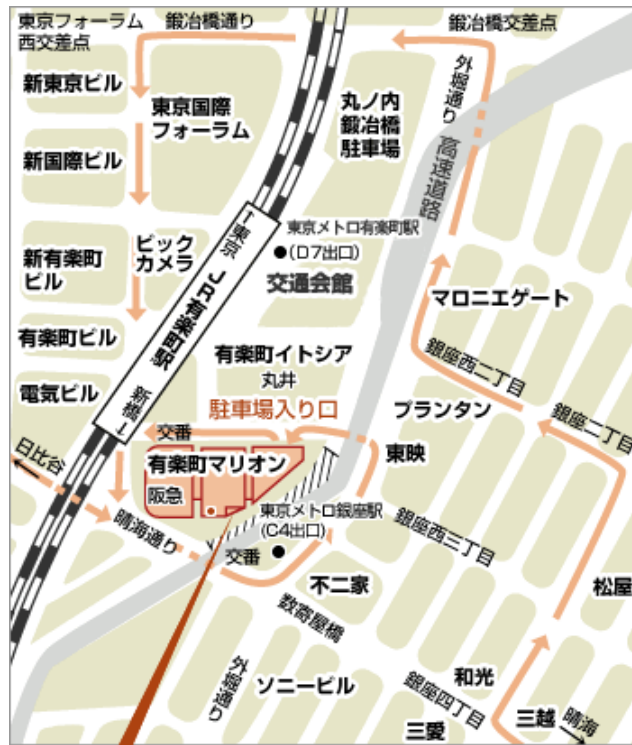 東京フォーラム
西交差点
鍛冶橋通り
鍛冶橋交差点
新東京ビル
東京国際
フォーラム
丸ノ内
鍛冶橋
駐車場
外堀通り
高速道路
新国際ビル
↑東京
JR有楽町駅
新橋↓
東京メトロ有楽町駅
(D7出口)
交通会館
ビック
カメラ
新有楽町
ビル
マロニエゲート
有楽町ビル
有楽町イトシア
丸井
銀座西二丁目
電気ビル
駐車場入り口
プランタン
銀座二丁目
交番
日比谷
有楽町マリオン
阪急
東映
東京メトロ銀座駅
(C4出口)
晴海通り
交番
銀座西三丁目
不二家
松屋
数寄屋橋
外堀通り
ソニービル
和光
銀座四丁目
三愛
三越
晴海